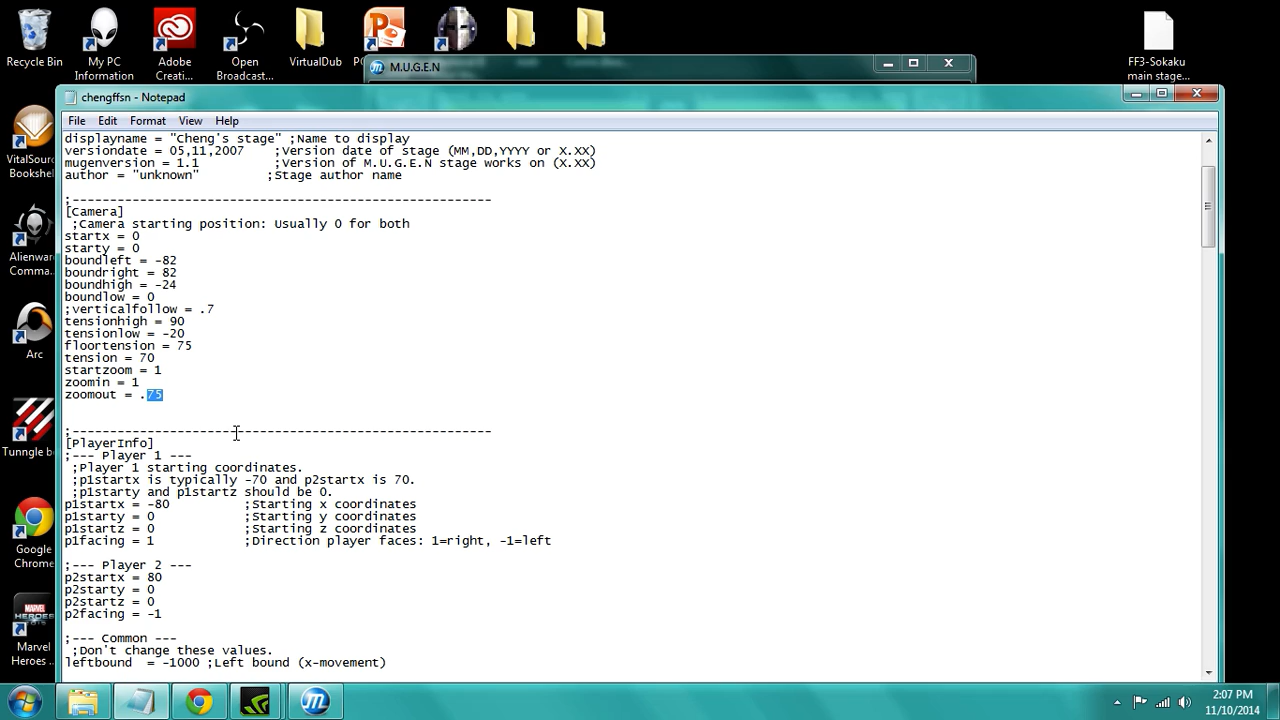 Recycle Bin
My PC
Information
Adobe
Creati...
Open
Broadcast...
VirtualDub
FF3-Sokaku
main stage...
M.U.G.E.N
chengffsn - Notepad
File Edit Format View Help
displayname = "Cheng's stage" ;Name to display
versiondate = 05,11,2007 ;Version date of stage (MM,DD,YYYY or X.XX)
mugenversion = 1.1 ;Version of M.U.G.E.N stage works on (X.XX)
author = "unknown" ;Stage author name
;----------------------------------------------------------
[Camera]
;Camera starting position: Usually 0 for both
startx = 0
starty = 0
boundleft = -82
boundright = 82
boundhigh = -24
boundlow = 0
;verticalfollow = .7
tensionhigh = 90
tensionlow = -20
floortension = 75
tension = 70
startzoom = 1
zoomin = 1
zoomout = .75
;----------------------------------------------------------
[PlayerInfo]
;--- Player 1 ---
;Player 1 starting coordinates.
;p1startx is typically -70 and p2startx is 70.
;p1starty and p1startz should be 0.
p1startx = -80 ;Starting x coordinates
p1starty = 0 ;Starting y coordinates
p1startz = 0 ;Starting z coordinates
p1facing = 1 ;Direction player faces: 1=right, -1=left
;--- Player 2 ---
p2startx = 80
p2starty = 0
p2startz = 0
p2facing = -1
;--- Common ---
;Don't change these values.
leftbound = -1000 ;Left bound (x-movement)
VitalSource
Bookshelf
Alienware
Comma...
Arc
Tunngle b...
Google
Chrome
MARVEL
HEROES
Marvel
Heroes ...
2:07 PM
11/10/2014